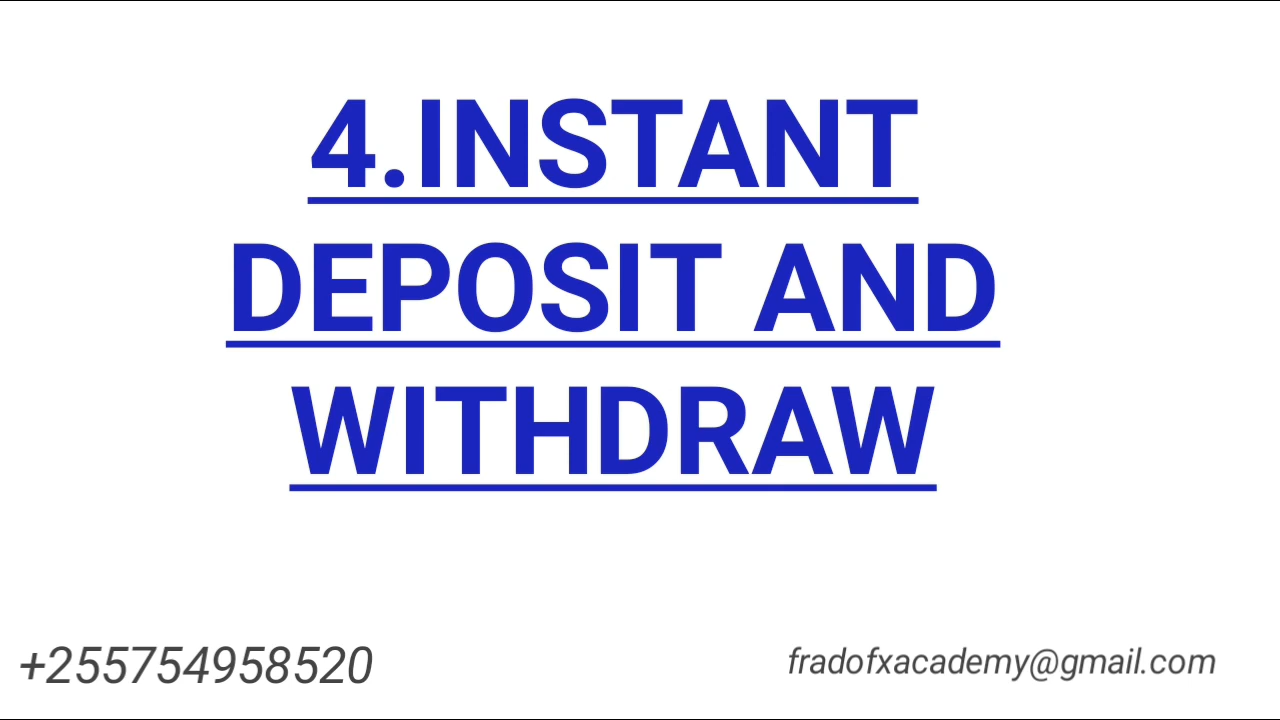 4.INSTANT
DEPOSIT AND
WITHDRAW
+255754958520
fradofxacademy@gmail.com